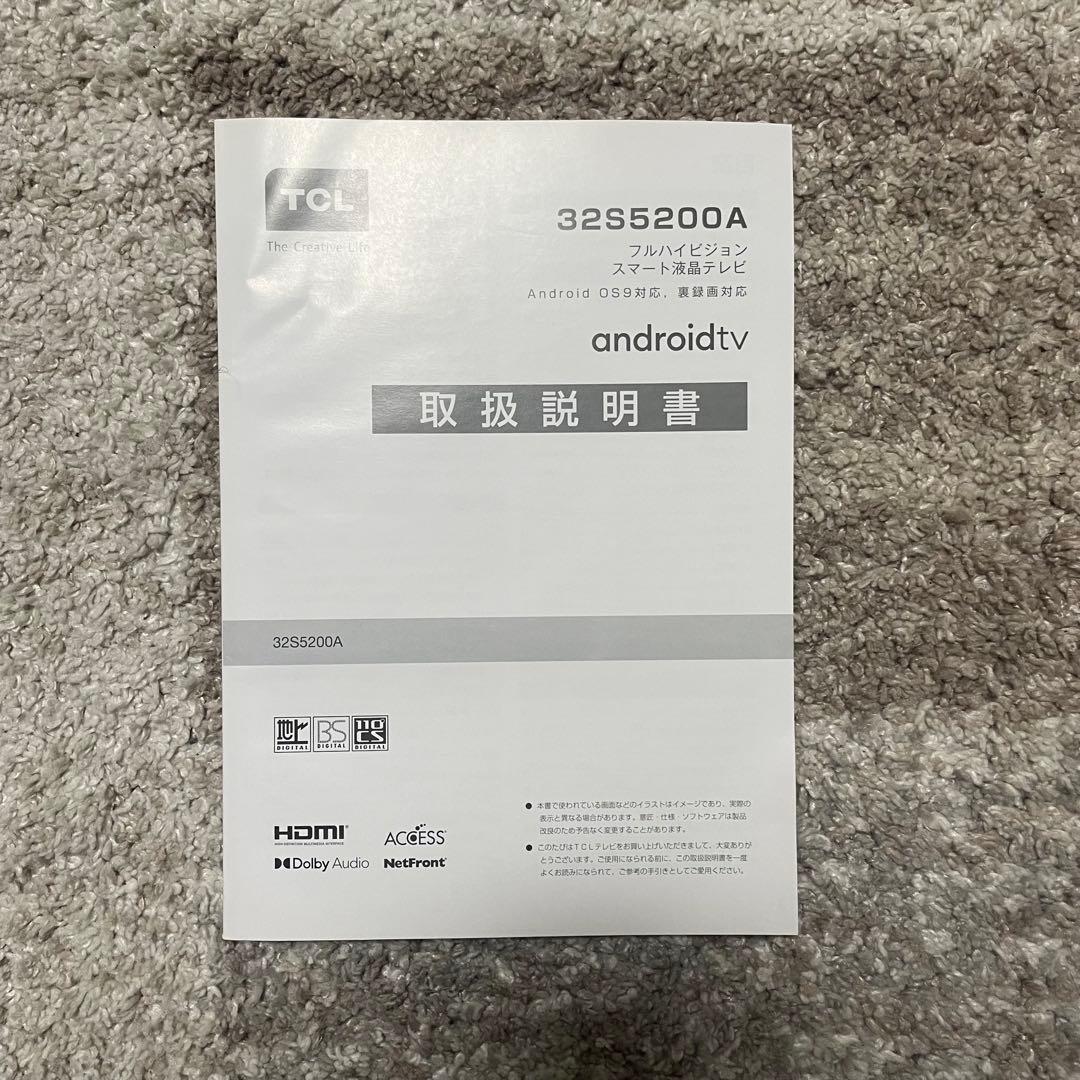 TCL
The Creative Life
32S5200A
フルハイビジョン
スマート液晶テレビ
Android OS9対応, 裏録画対応
androidtv
取扱説明書
32S5200A
地上 DIGITAL BS DIGITAL 110°CS DIGITAL
● 本書で使われている画面などのイラストはイメージであり、実際の
表示と異なる場合があります。意匠・仕様・ソフトウェアは製品
改良のため予告なく変更することがあります。
● このたびはTCLテレビをお買い上げいただきまして、大変ありが
とうございます。ご使用になられる前に、この取扱説明書を一度
よくお読みになられて、ご参考の手引きとしてご愛用ください。
HDMI®
HIGH-DEFINITION MULTIMEDIA INTERFACE
ACCESS®
Dolby Audio
NetFront®